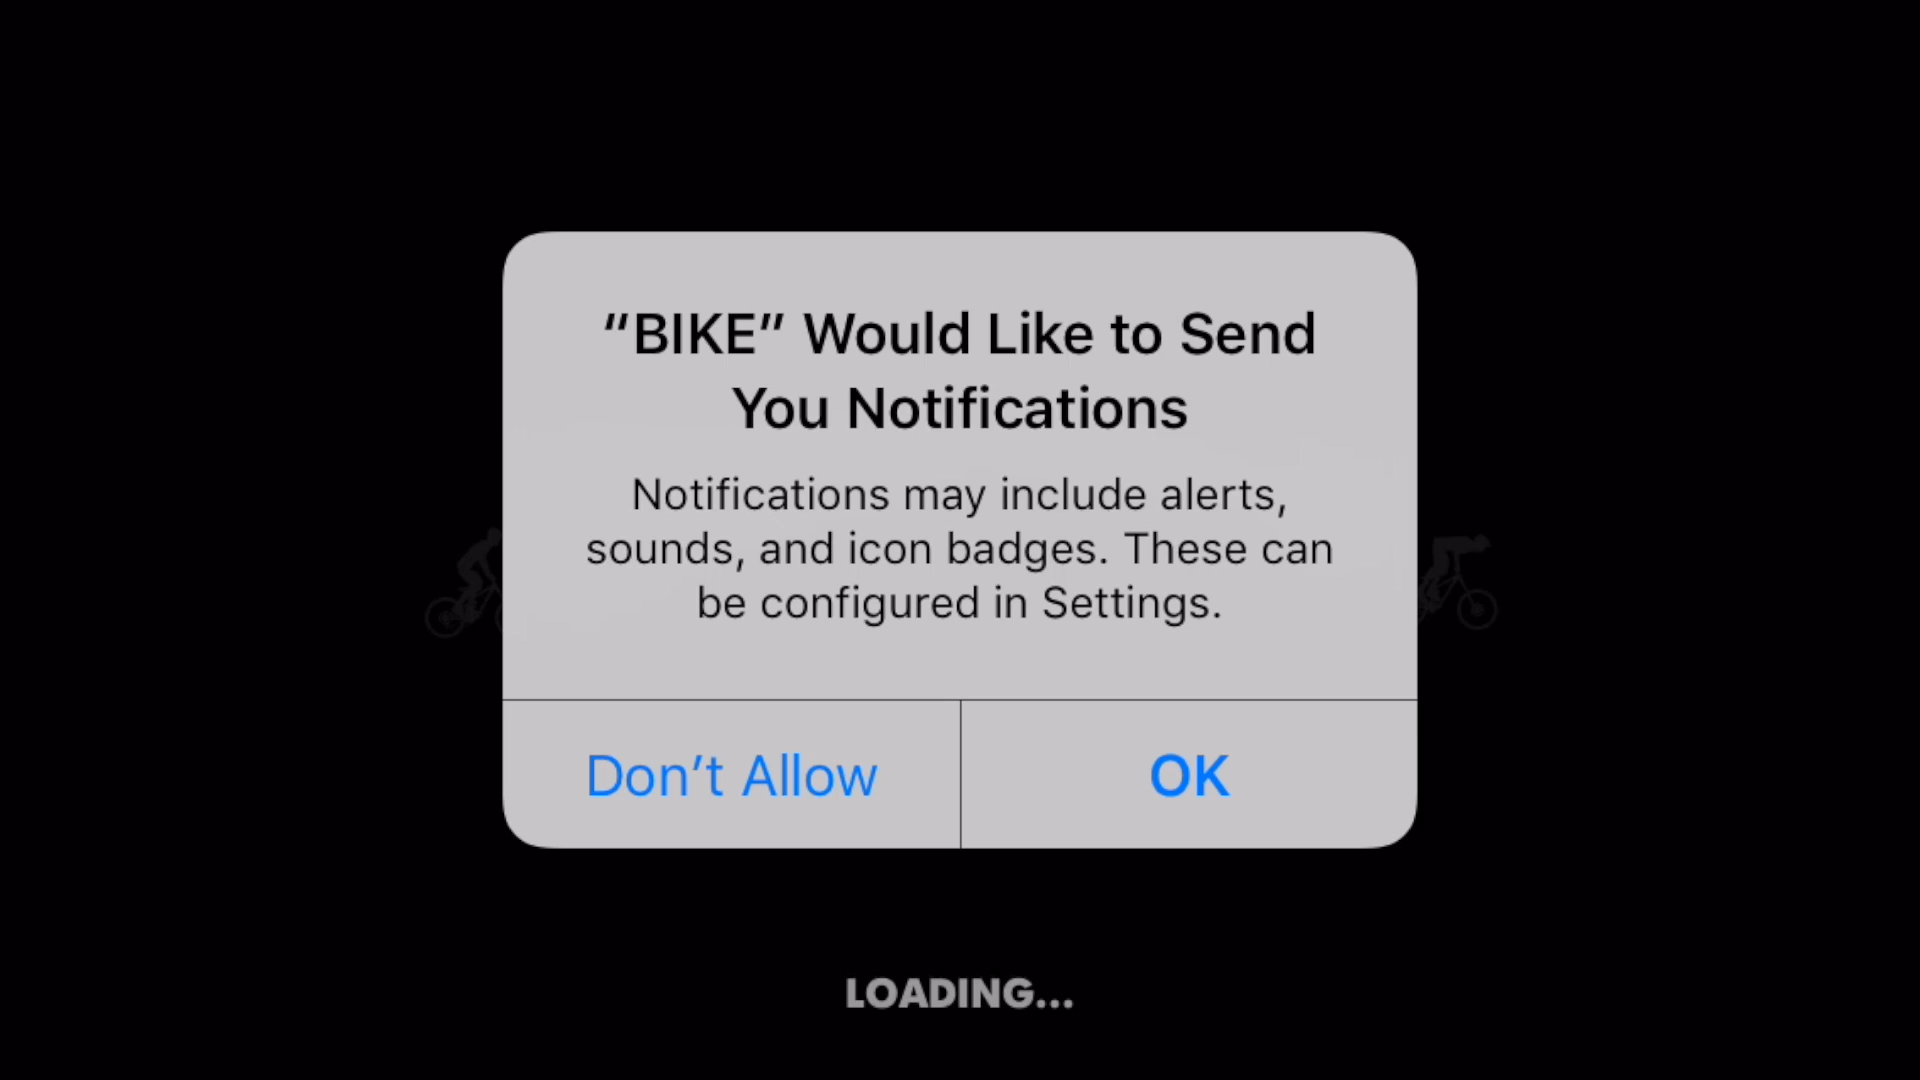 “BIKE” Would Like to Send
You Notifications
Notifications may include alerts,
sounds, and icon badges. These can
be configured in Settings.
Don’t Allow
OK
LOADING...